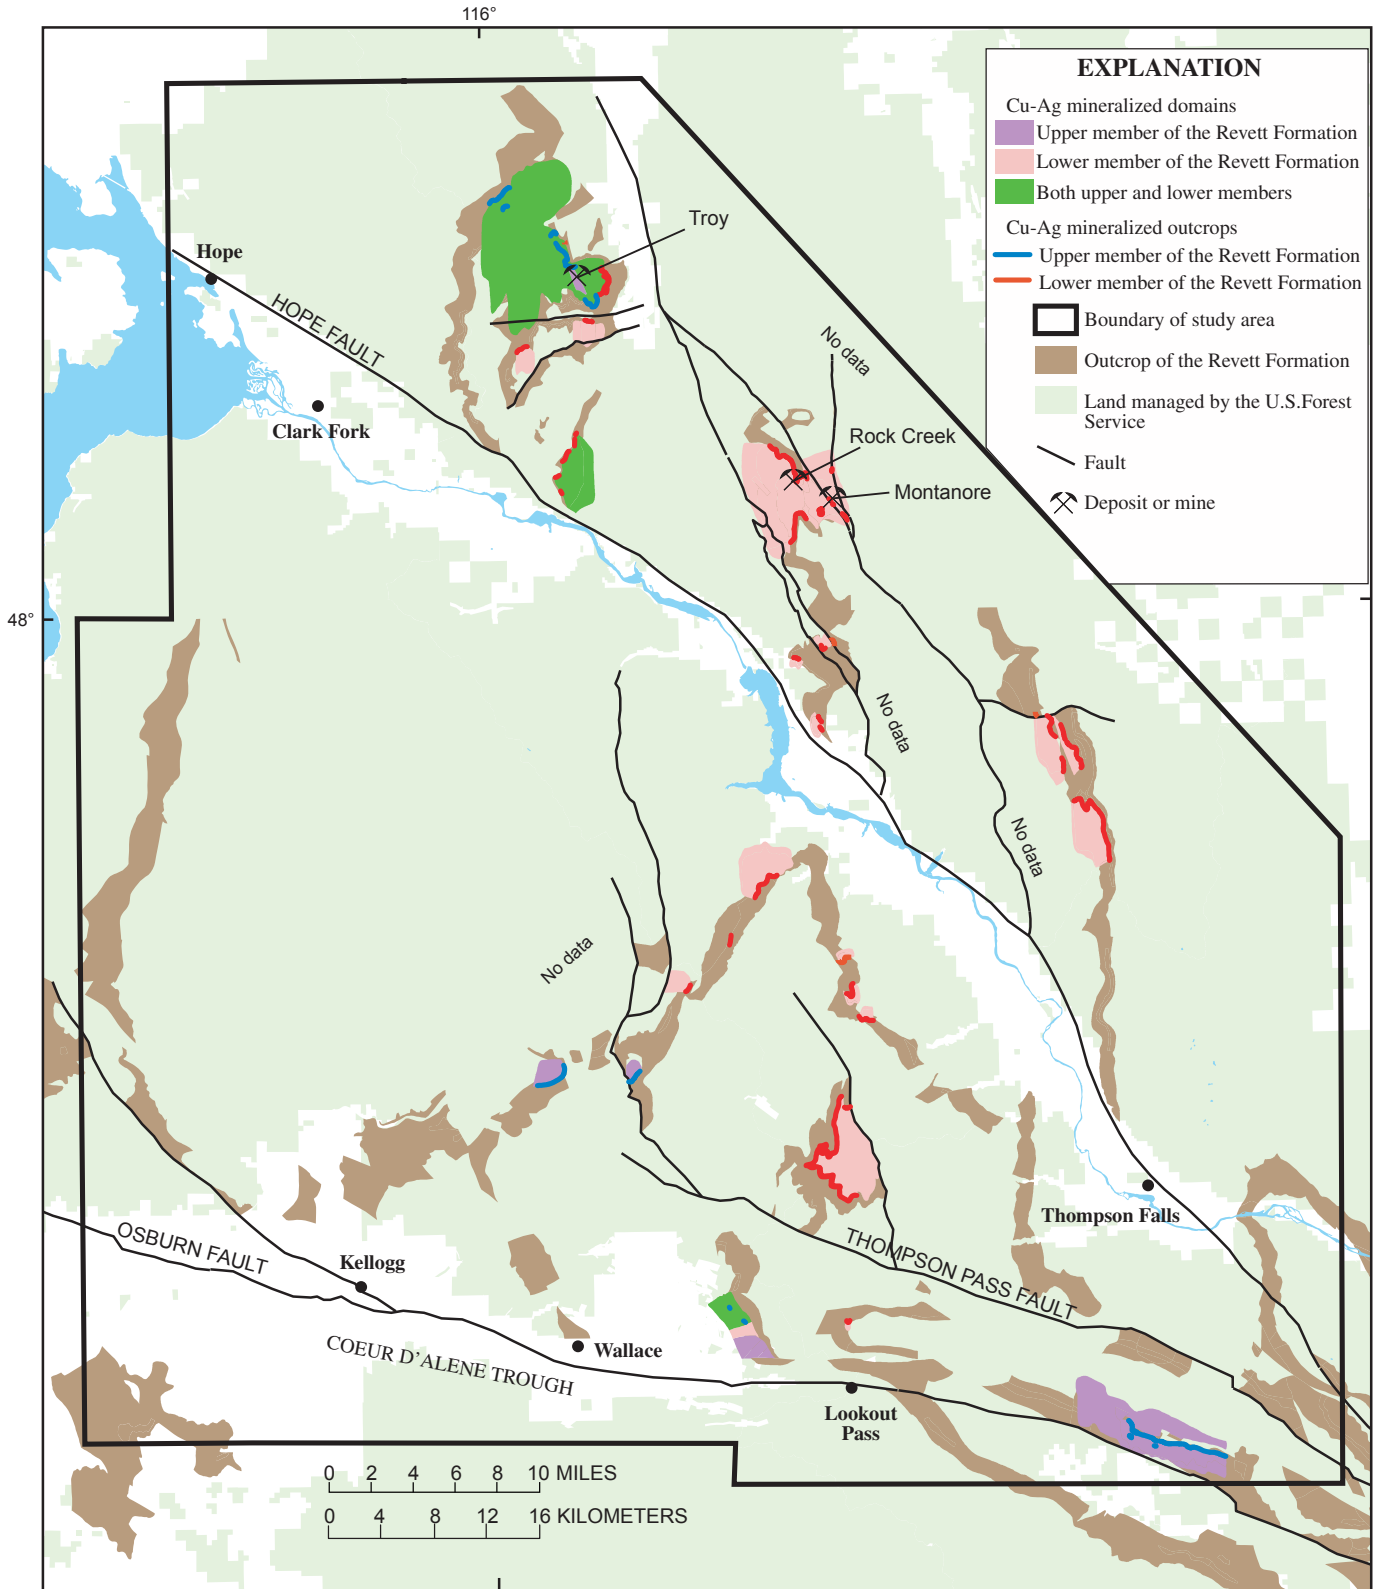 116°
EXPLANATION
Cu-Ag mineralized domains
Upper member of the Revett Formation
Lower member of the Revett Formation
Both upper and lower members
Cu-Ag mineralized outcrops
Upper member of the Revett Formation
Lower member of the Revett Formation
Boundary of study area
Outcrop of the Revett Formation
Land managed by the U.S.Forest
Service
Fault
Deposit or mine
Troy
Hope
HOPE FAULT
No data
Clark Fork
Rock Creek
Montanore
48°
No data
No data
No data
Thompson Falls
OSBURN FAULT
Kellogg
THOMPSON PASS FAULT
COEUR D'ALENE TROUGH
Wallace
Lookout
Pass
0 2 4 6 8 10 MILES
0 4 8 12 16 KILOMETERS